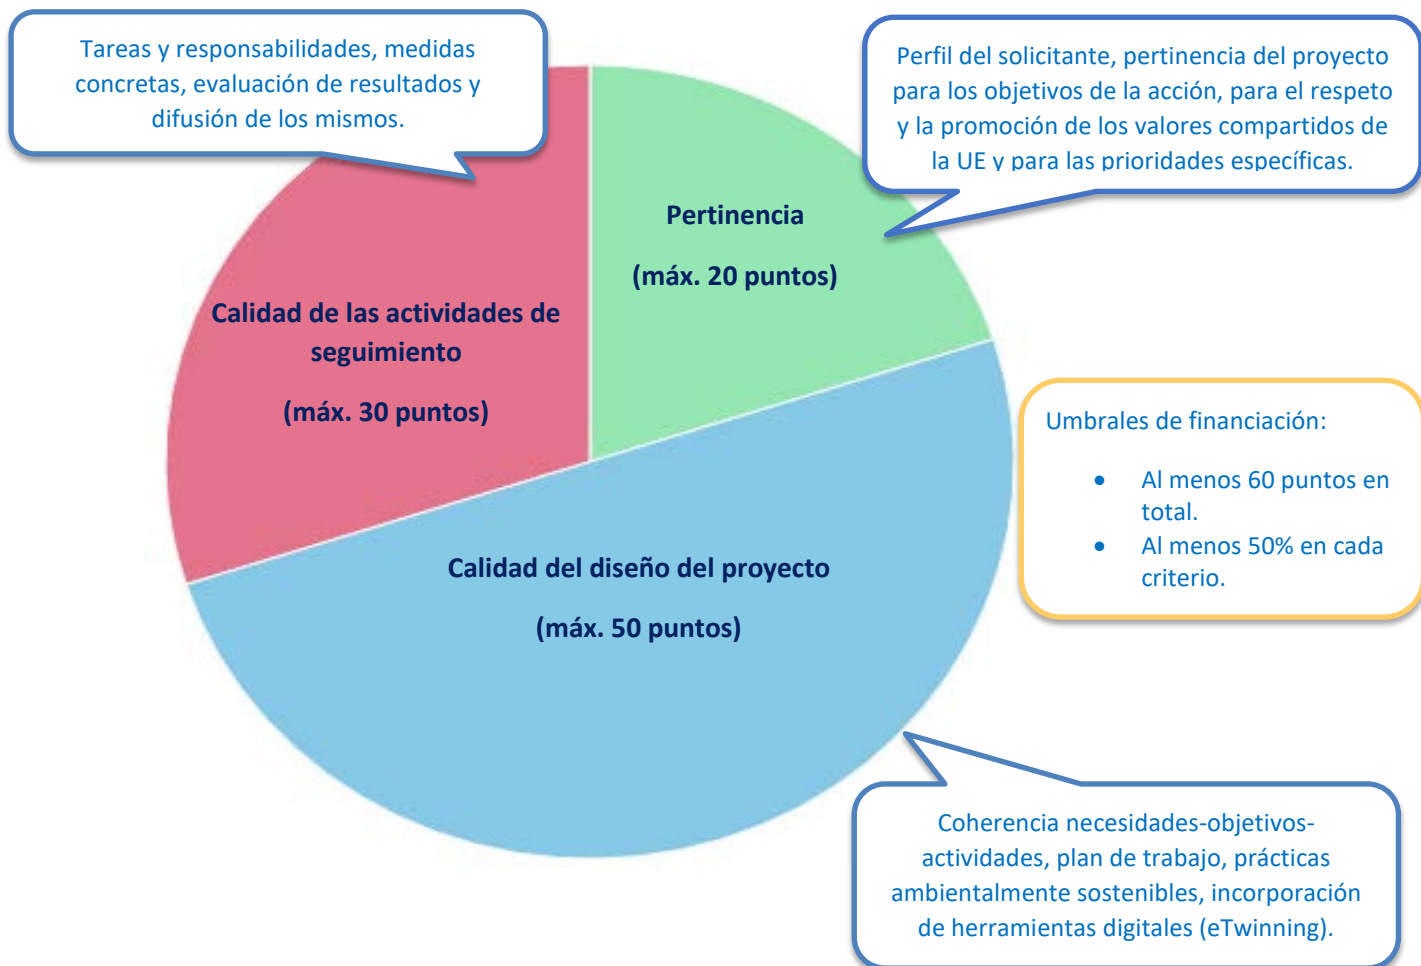 Tareas y responsabilidades, medidas
concretas, evaluación de resultados y
difusión de los mismos.
Perfil del solicitante, pertinencia del proyecto
para los objetivos de la acción, para el respeto
y la promoción de los valores compartidos de
la UE y para las prioridades específicas.
Pertinencia
(máx. 20 puntos)
Calidad de las actividades de
seguimiento
(máx. 30 puntos)
Umbrales de financiación:
• Al menos 60 puntos en
total.
• Al menos 50% en cada
criterio.
Calidad del diseño del proyecto
(máx. 50 puntos)
Coherencia necesidades-objetivos-
actividades, plan de trabajo, prácticas
ambientalmente sostenibles, incorporación
de herramientas digitales (eTwinning).